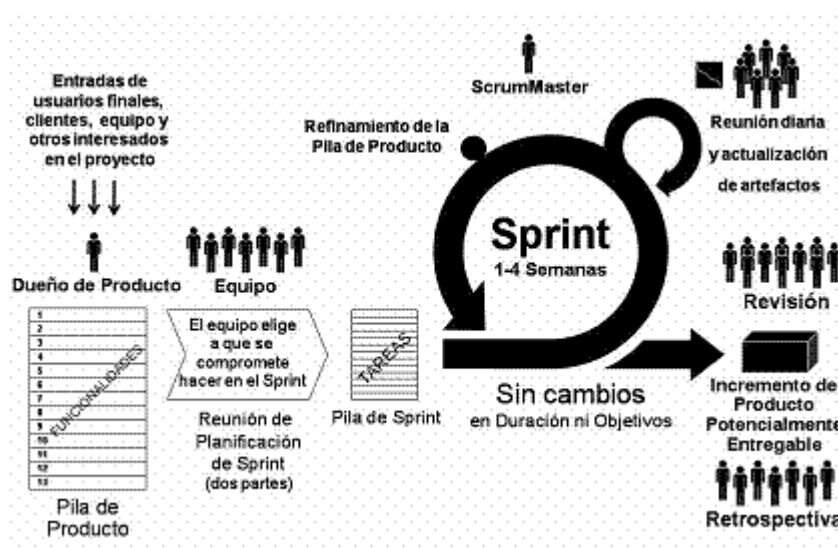 Entradas de
usuarios finales,
clientes, equipo y
otros interesados
en el proyecto
Dueño de Producto
1
2
3
4
5
6
7
8
9
10
11
12
13
FUNCIONALIDADES
Pila de
Producto
Equipo
El equipo elige
a que se
compromete
hacer en el Sprint
Reunión de
Planificación
de Sprint
(dos partes)
TAREAS
Pila de Sprint
ScrumMaster
Refinamiento de la
Pila de Producto
Sprint
1-4 Semanas
Sin cambios
en Duración ni Objetivos
Reunión diaria
y actualización
de artefactos
Revisión
Incremento de
Producto
Potencialmente
Entregable
Retrospectiva